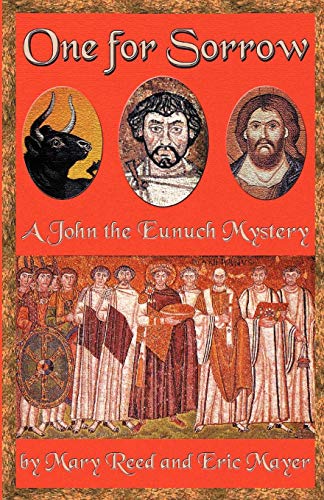 One for Sorrow
A John the Eunuch Mystery
by Mary Reed and Eric Mayer